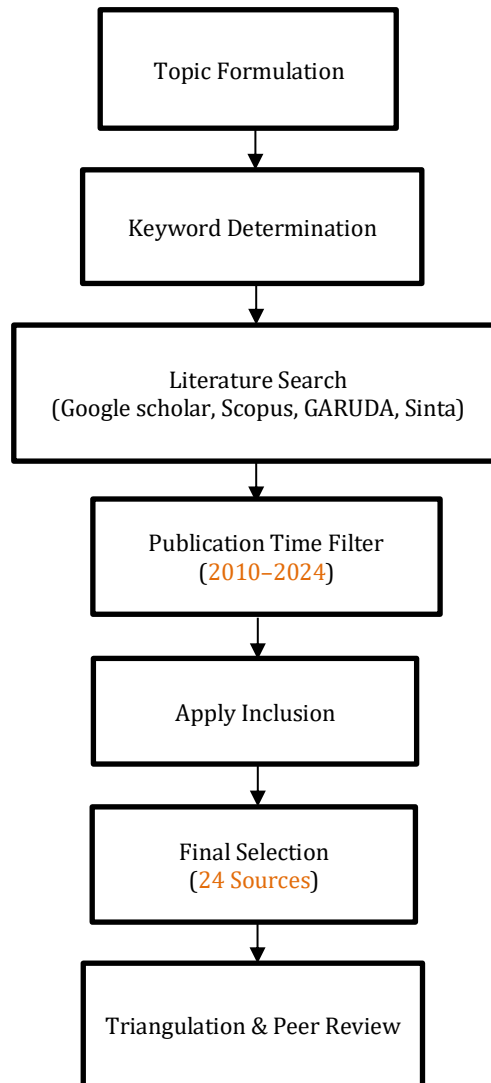 Topic Formulation
Keyword Determination
Literature Search
(Google scholar, Scopus, GARUDA, Sinta)
Publication Time Filter
(2010–2024)
Apply Inclusion
Final Selection
(24 Sources)
Triangulation & Peer Review